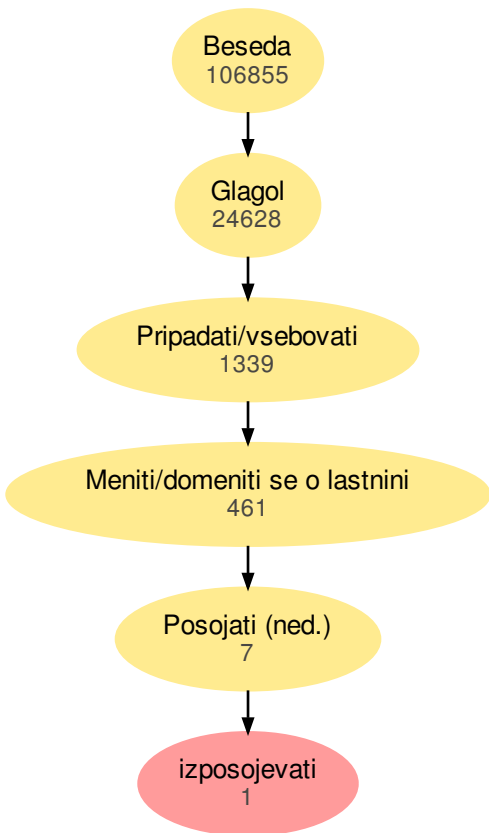 Beseda
106855
Glagol
24628
Pripadati/vsebovati
1339
Meniti/domeniti se o lastnini
461
Posojati (ned.)
7
izposojevati
1